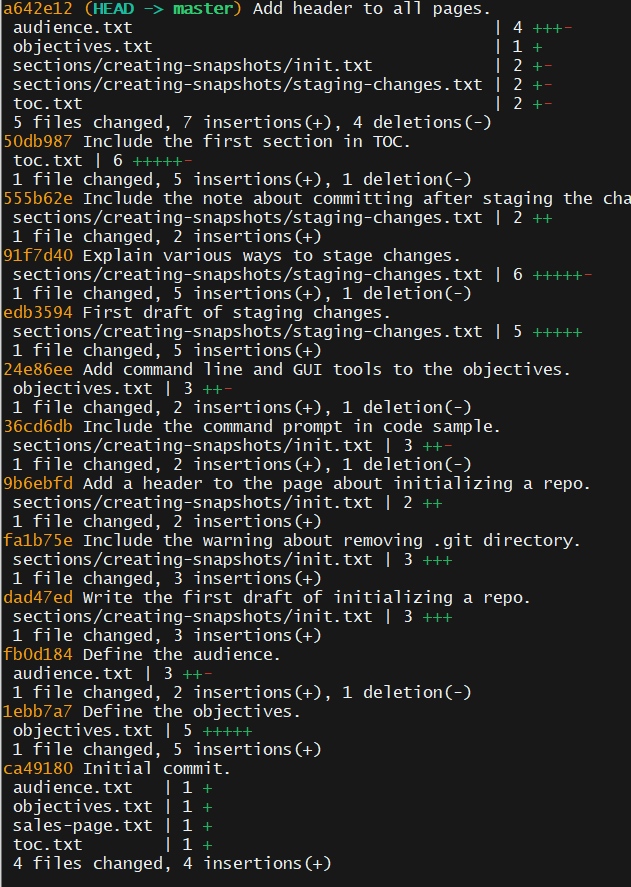 a642e12 (HEAD -> master) Add header to all pages.
 audience.txt                                    | 4 +++-
 objectives.txt                                  | 1 +
 sections/creating-snapshots/init.txt            | 2 +-
 sections/creating-snapshots/staging-changes.txt | 2 +-
 toc.txt                                         | 2 +-
 5 files changed, 7 insertions(+), 4 deletions(-)
50db987 Include the first section in TOC.
 toc.txt | 6 +++++-
 1 file changed, 5 insertions(+), 1 deletion(-)
555b62e Include the note about committing after staging the cha
 sections/creating-snapshots/staging-changes.txt | 2 ++
 1 file changed, 2 insertions(+)
91f7d40 Explain various ways to stage changes.
 sections/creating-snapshots/staging-changes.txt | 6 +++++-
 1 file changed, 5 insertions(+), 1 deletion(-)
edb3594 First draft of staging changes.
 sections/creating-snapshots/staging-changes.txt | 5 +++++
 1 file changed, 5 insertions(+)
24e86ee Add command line and GUI tools to the objectives.
 objectives.txt | 3 ++-
 1 file changed, 2 insertions(+), 1 deletion(-)
36cd6db Include the command prompt in code sample.
 sections/creating-snapshots/init.txt | 3 ++-
 1 file changed, 2 insertions(+), 1 deletion(-)
9b6ebfd Add a header to the page about initializing a repo.
 sections/creating-snapshots/init.txt | 2 ++
 1 file changed, 2 insertions(+)
fa1b75e Include the warning about removing .git directory.
 sections/creating-snapshots/init.txt | 3 +++
 1 file changed, 3 insertions(+)
dad47ed Write the first draft of initializing a repo.
 sections/creating-snapshots/init.txt | 3 +++
 1 file changed, 3 insertions(+)
fb0d184 Define the audience.
 audience.txt | 3 ++-
 1 file changed, 2 insertions(+), 1 deletion(-)
1ebb7a7 Define the objectives.
 objectives.txt | 5 +++++
 1 file changed, 5 insertions(+)
ca49180 Initial commit.
 audience.txt   | 1 +
 objectives.txt | 1 +
 sales-page.txt | 1 +
 toc.txt        | 1 +
 4 files changed, 4 insertions(+)